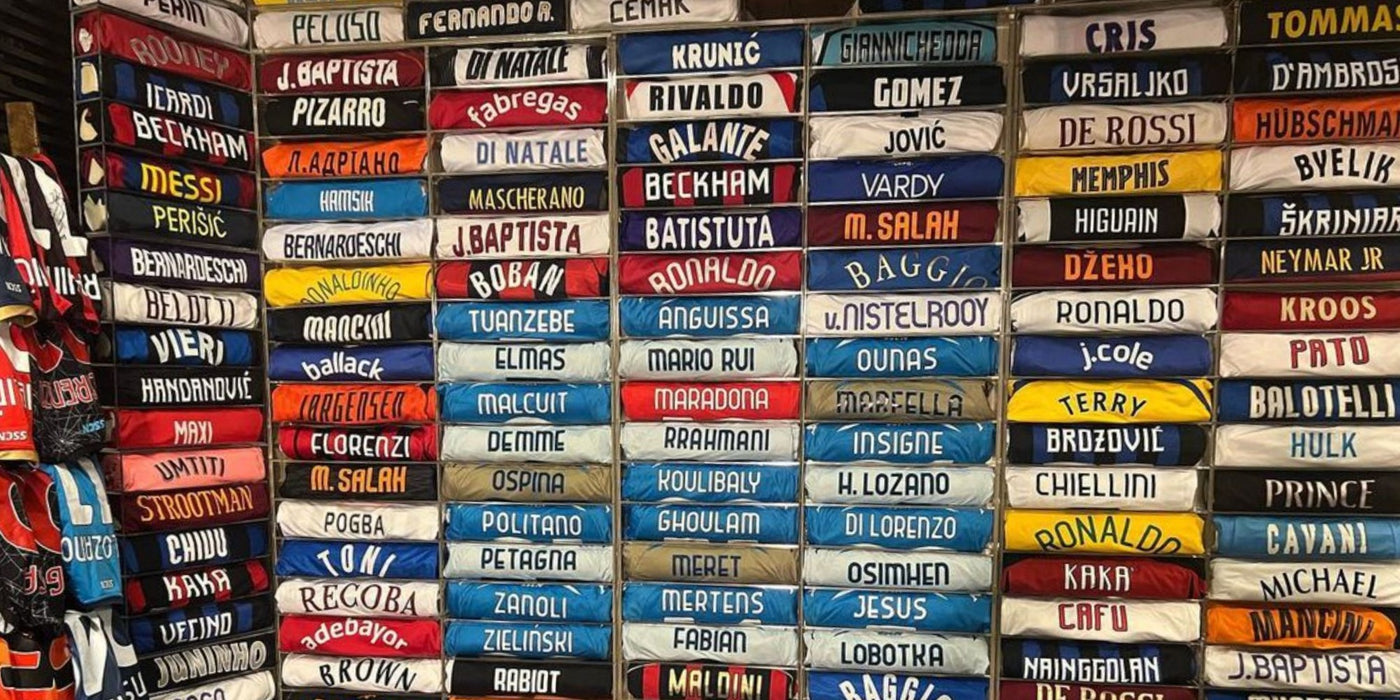 PERIN
ROONEY
ICARDI
BECKHAM
MESSI
PERIŠIĆ
BERNARDESCHI
BELOTTI
VIERI
HANDANOVIĆ
MAXI
UMTITI
STROOTMAN
CHIVU
KAKA
VECINO
JUNINHO
PELUSO
J.BAPTISTA
PIZARRO
Л.АДРІАНО
HAMSIK
BERNARDESCHI
RONALDINHO
MANCINI
ballack
JORGENSEN
FLORENZI
M.SALAH
POGBA
TONI
RECOBA
adebayor
BROWN
FERNANDO R.
DI NATALE
fabregas
DI NATALE
MASCHERANO
J.BAPTISTA
BOBAN
TUANZEBE
ELMAS
MALCUIT
DEMME
OSPINA
POLITANO
PETAGNA
ZANOLI
ZIELIŃSKI
RABIOT
CEMAK
KRUNIĆ
RIVALDO
GALANTE
BECKHAM
BATISTUTA
RONALDO
ANGUISSA
MARIO RUI
MARADONA
RRAHMANI
KOULIBALY
GHOULAM
MERET
MERTENS
FABIAN
MALDINI
GIANNICHEDDA
GOMEZ
JOVIĆ
VARDY
M. SALAH
BAGGIO
v.NISTELROOY
OUNAS
MARFELLA
INSIGNE
H. LOZANO
DI LORENZO
OSIMHEN
JESUS
LOBOTKA
BAGGIO
CRIS
VRSALJKO
DE ROSSI
MEMPHIS
HIGUAIN
DŽEKO
RONALDO
j.cole
TERRY
BROZOVIĆ
CHIELLINI
RONALDO
KAKA'
CAFU
NAINGGOLAN
DE ROSSI
TOMMA
D'AMBROS
HÜBSCHMA
BYELIK
ŠKRINIAR
NEYMAR JR
KROOS
PATO
BALOTELLI
HULK
PRINCE
CAVANI
MICHAEL
MANCINI
J.BAPTISTA